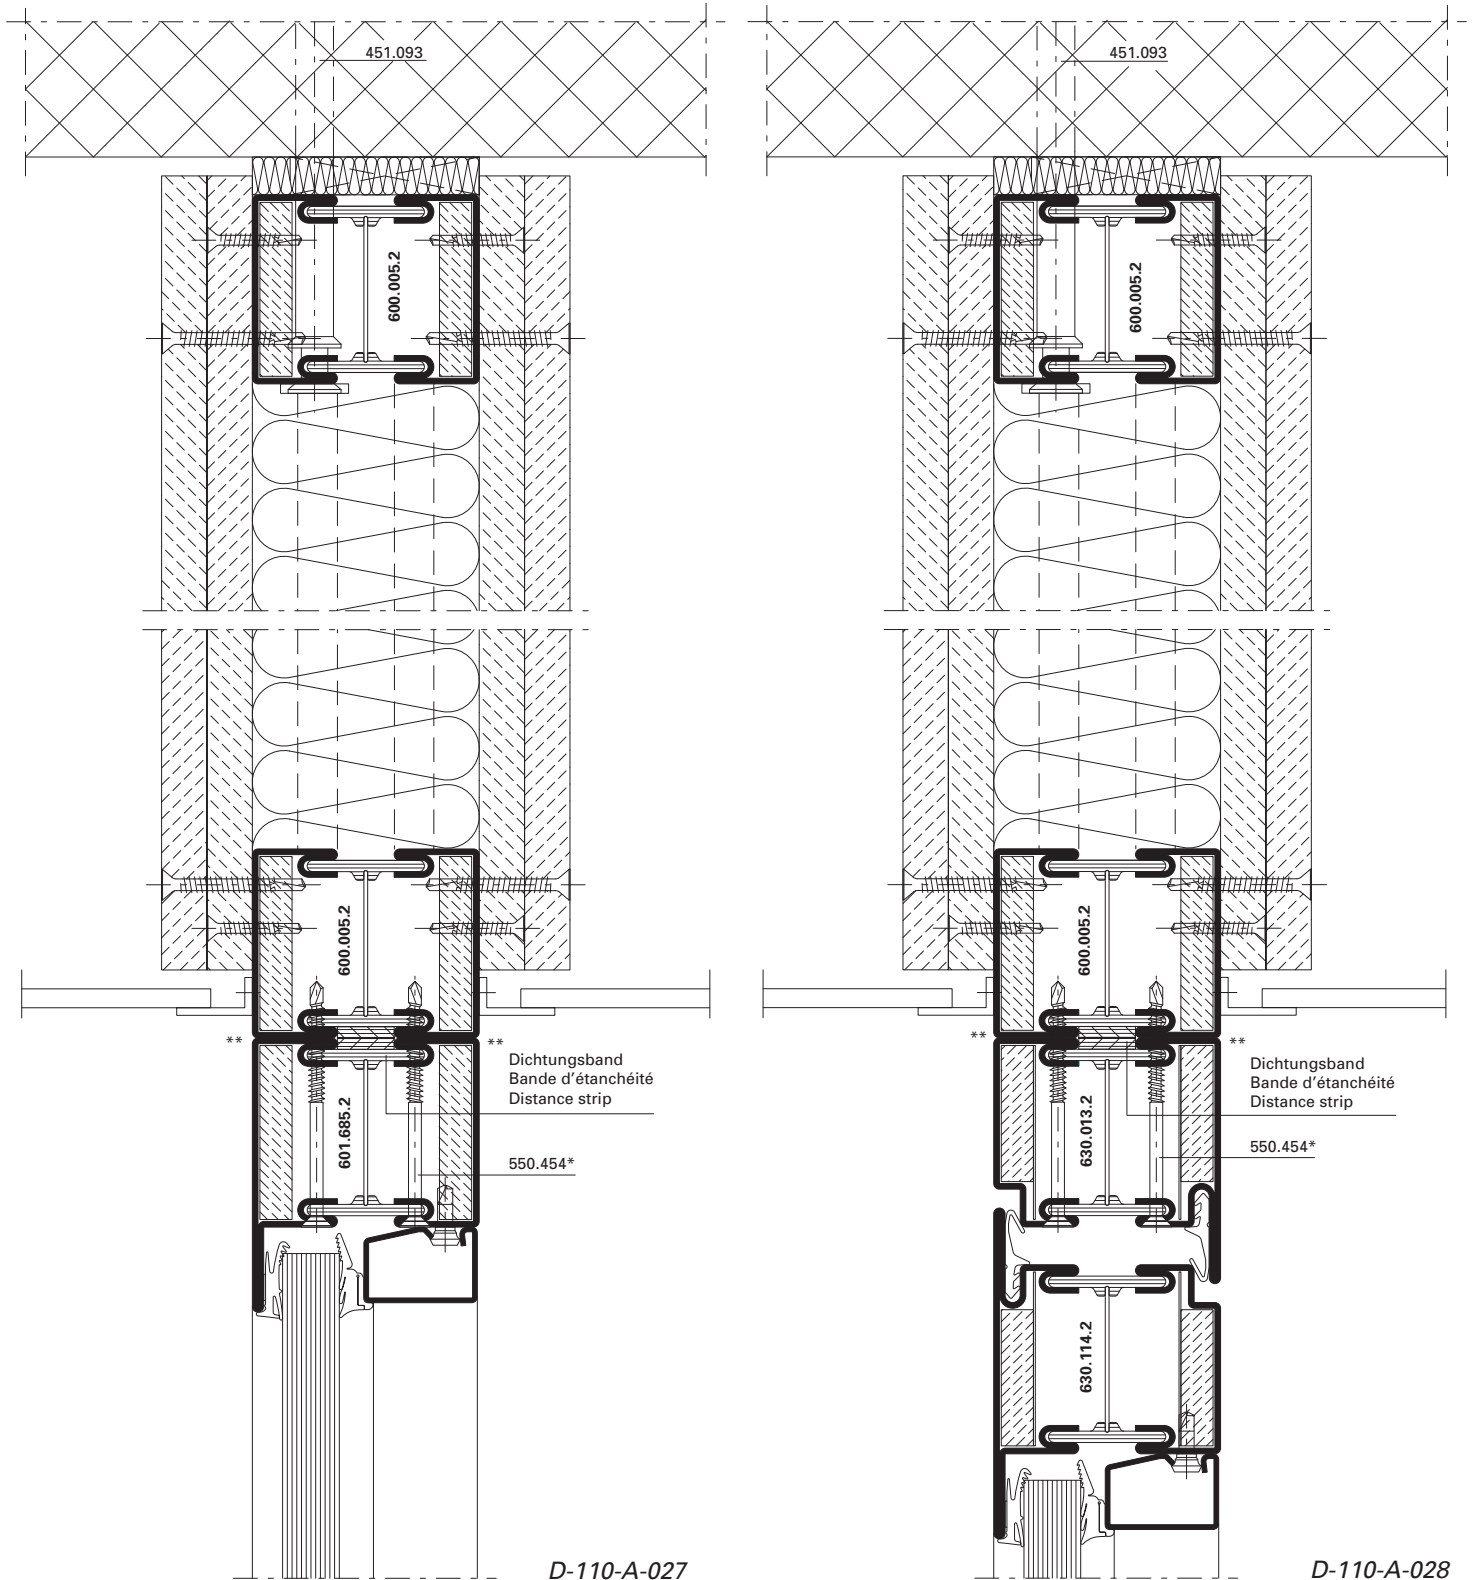 451.093
600.005.2
600.005.2
**
**
Dichtungsband
Bande d'étanchéité
Distance strip
601.685.2
550.454*
D-110-A-027
451.093
600.005.2
600.005.2
**
**
Dichtungsband
Bande d'étanchéité
Distance strip
630.013.2
550.454*
630.114.2
D-110-A-028